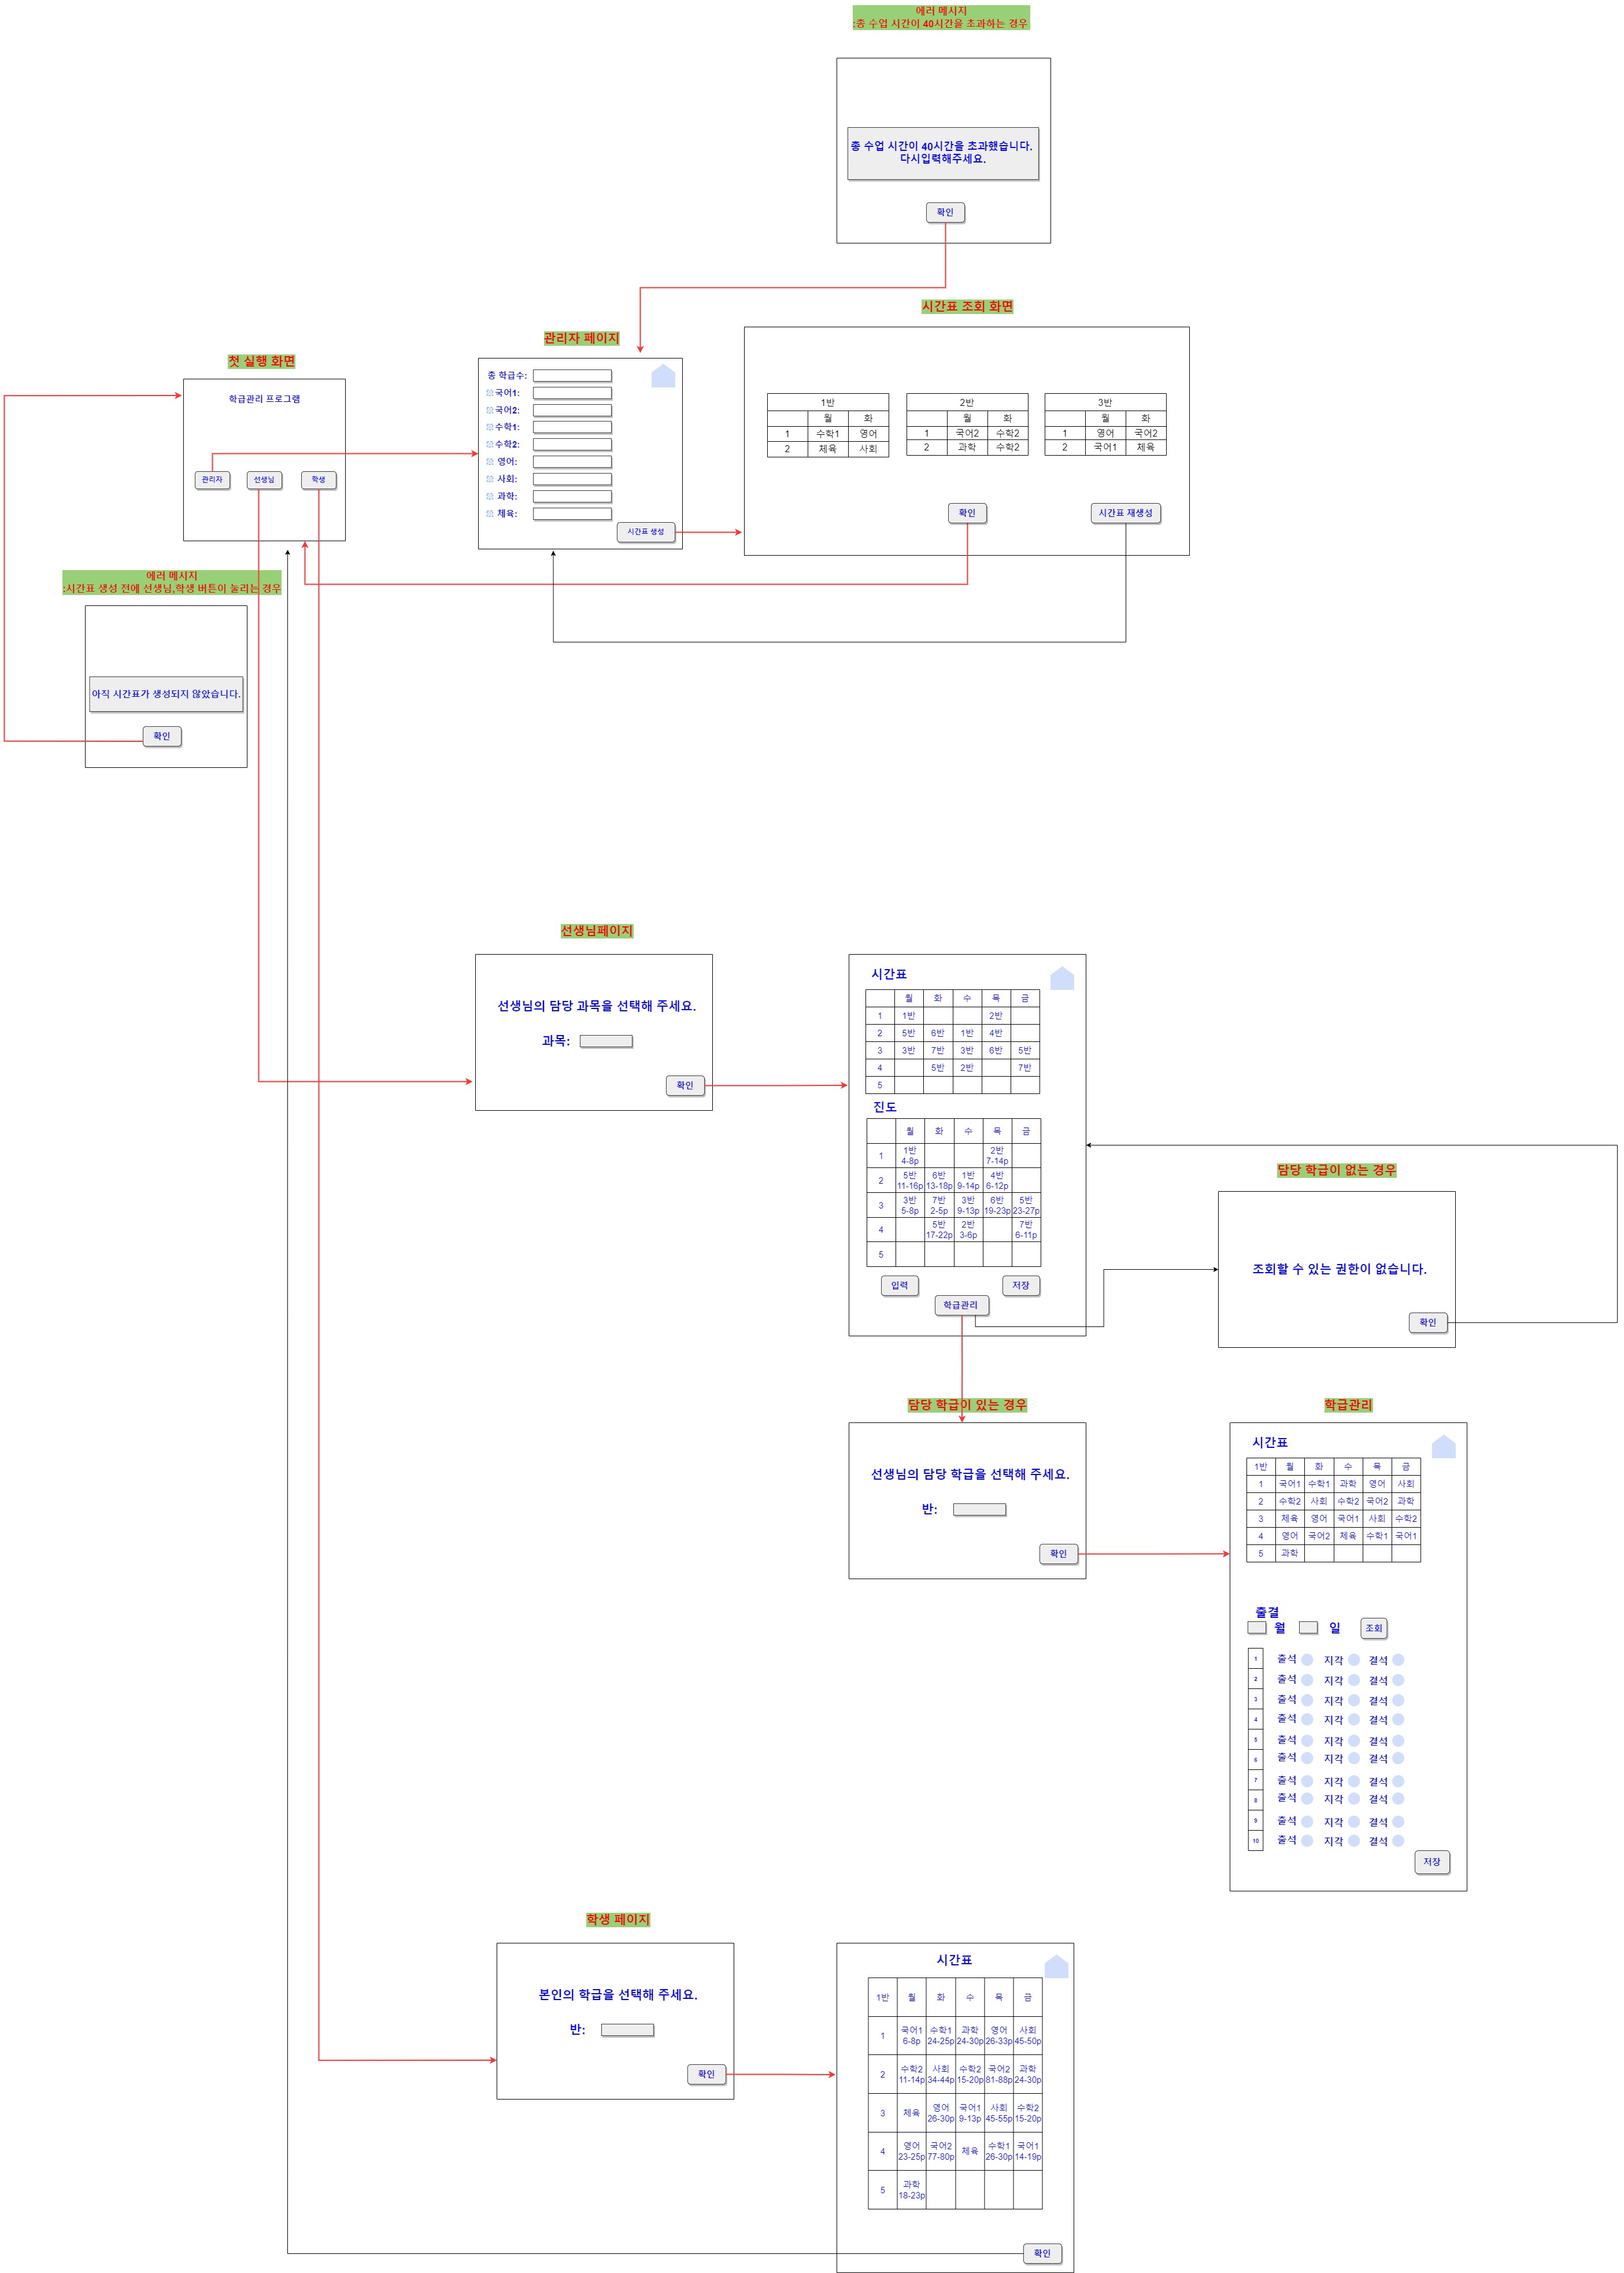 에러 메시지
:총 수업 시간이 40시간을 초과하는 경우
총 수업 시간이 40시간을 초과했습니다.
다시입력해주세요.
확인
시간표 조회 화면
관리자 페이지
첫 실행 화면
학급관리 프로그램
관리자 선생님 학생
총 학급수:
국어1:
국어2:
수학1:
수학2:
영어:
사회:
과학:
체육:
시간표 생성
1반
월 화
1 수학1 영어
2 체육 사회
2반
월 화
1 국어2 수학2
2 과학 수학2
3반
월 화
1 영어 국어2
2 국어1 체육
확인 시간표 재생성
에러 메시지
:시간표 생성 전에 선생님,학생 버튼이 눌리는 경우
아직 시간표가 생성되지 않았습니다.
확인
선생님페이지
선생님의 담당 과목을 선택해 주세요.
과목:
확인
시간표
월 화 수 목 금
1 1반 2반
2 5반 6반 1반 4반
3 3반 7반 3반 6반 5반
4 5반 2반 7반
5
진도
월 화 수 목 금
1 1반 2반
4-8p 7-14p
2 5반 6반 1반 4반
11-16p 13-18p 9-14p 6-12p
3 3반 7반 3반 6반 5반
5-8p 2-5p 9-13p 19-23p 23-27p
4 5반 2반 7반
17-22p 3-6p 6-11p
5
입력 저장
학급관리
담당 학급이 없는 경우
조회할 수 있는 권한이 없습니다.
확인
담당 학급이 있는 경우
선생님의 담당 학급을 선택해 주세요.
반:
확인
학급관리
시간표
1반 월 화 수 목 금
1 국어1 수학1 과학 영어 사회
2 수학2 사회 수학2 국어2 과학
3 체육 영어 국어1 사회 수학2
4 영어 국어2 체육 수학1 국어1
5 과학
출결
월 일 조회
1 출석 지각 결석
2 출석 지각 결석
3 출석 지각 결석
4 출석 지각 결석
5 출석 지각 결석
6 출석 지각 결석
7 출석 지각 결석
8 출석 지각 결석
9 출석 지각 결석
10 출석 지각 결석
저장
학생 페이지
본인의 학급을 선택해 주세요.
반:
확인
시간표
1반 월 화 수 목 금
1 국어1 수학1 과학 영어 사회
6-8p 24-25p 24-30p 26-33p 45-50p
2 수학2 사회 수학2 국어2 과학
11-14p 34-44p 15-20p 81-88p 24-30p
3 체육 영어 국어1 사회 수학2
26-30p 9-13p 45-55p 15-20p
4 영어 국어2 체육 수학1 국어1
23-25p 77-80p 26-30p 14-19p
5 과학
18-23p
확인